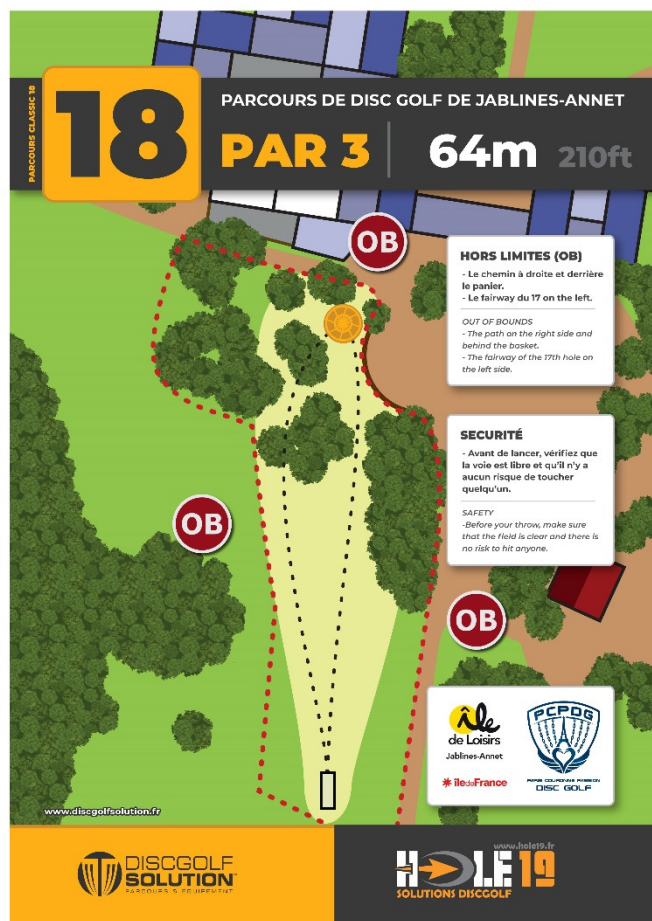 PARCOURS CLASSIC 18
18
PARCOURS DE DISC GOLF DE JABLINES-ANNET
PAR 3
64m 210ft
OB
HORS LIMITES (OB)
- Le chemin à droite et derrière
le panier.
- Le fairway du 17 on the left.
OUT OF BOUNDS
- The path on the right side and
behind the basket.
- The fairway of the 17th hole on
the left side.
SECURITÉ
- Avant de lancer, vérifiez que
la voie est libre et qu'il n'y a
aucun risque de toucher
quelqu'un.
SAFETY
-Before your throw, make sure
that the field is clear and there is
no risk to hit anyone.
OB
OB
île
de Loisirs
Jablines-Annet
île de France
PCPDG
PARIS COURONNE PASSION
DISC GOLF
www.discgolfsolution.fr
DISCGOLF
SOLUTION
PARCOURS & EQUIPEMENT
www.hole19.fr
HOLE 19
SOLUTIONS DISCGOLF